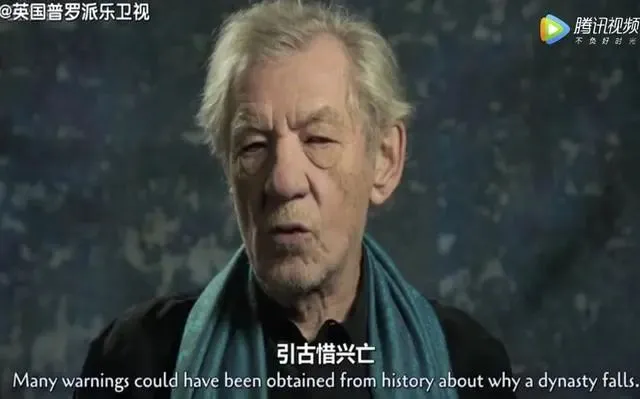 @英国普罗派乐卫视
腾讯视频
不负好时光
引古惜兴亡
Many warnings could have been obtained from history about why a dynasty falls.